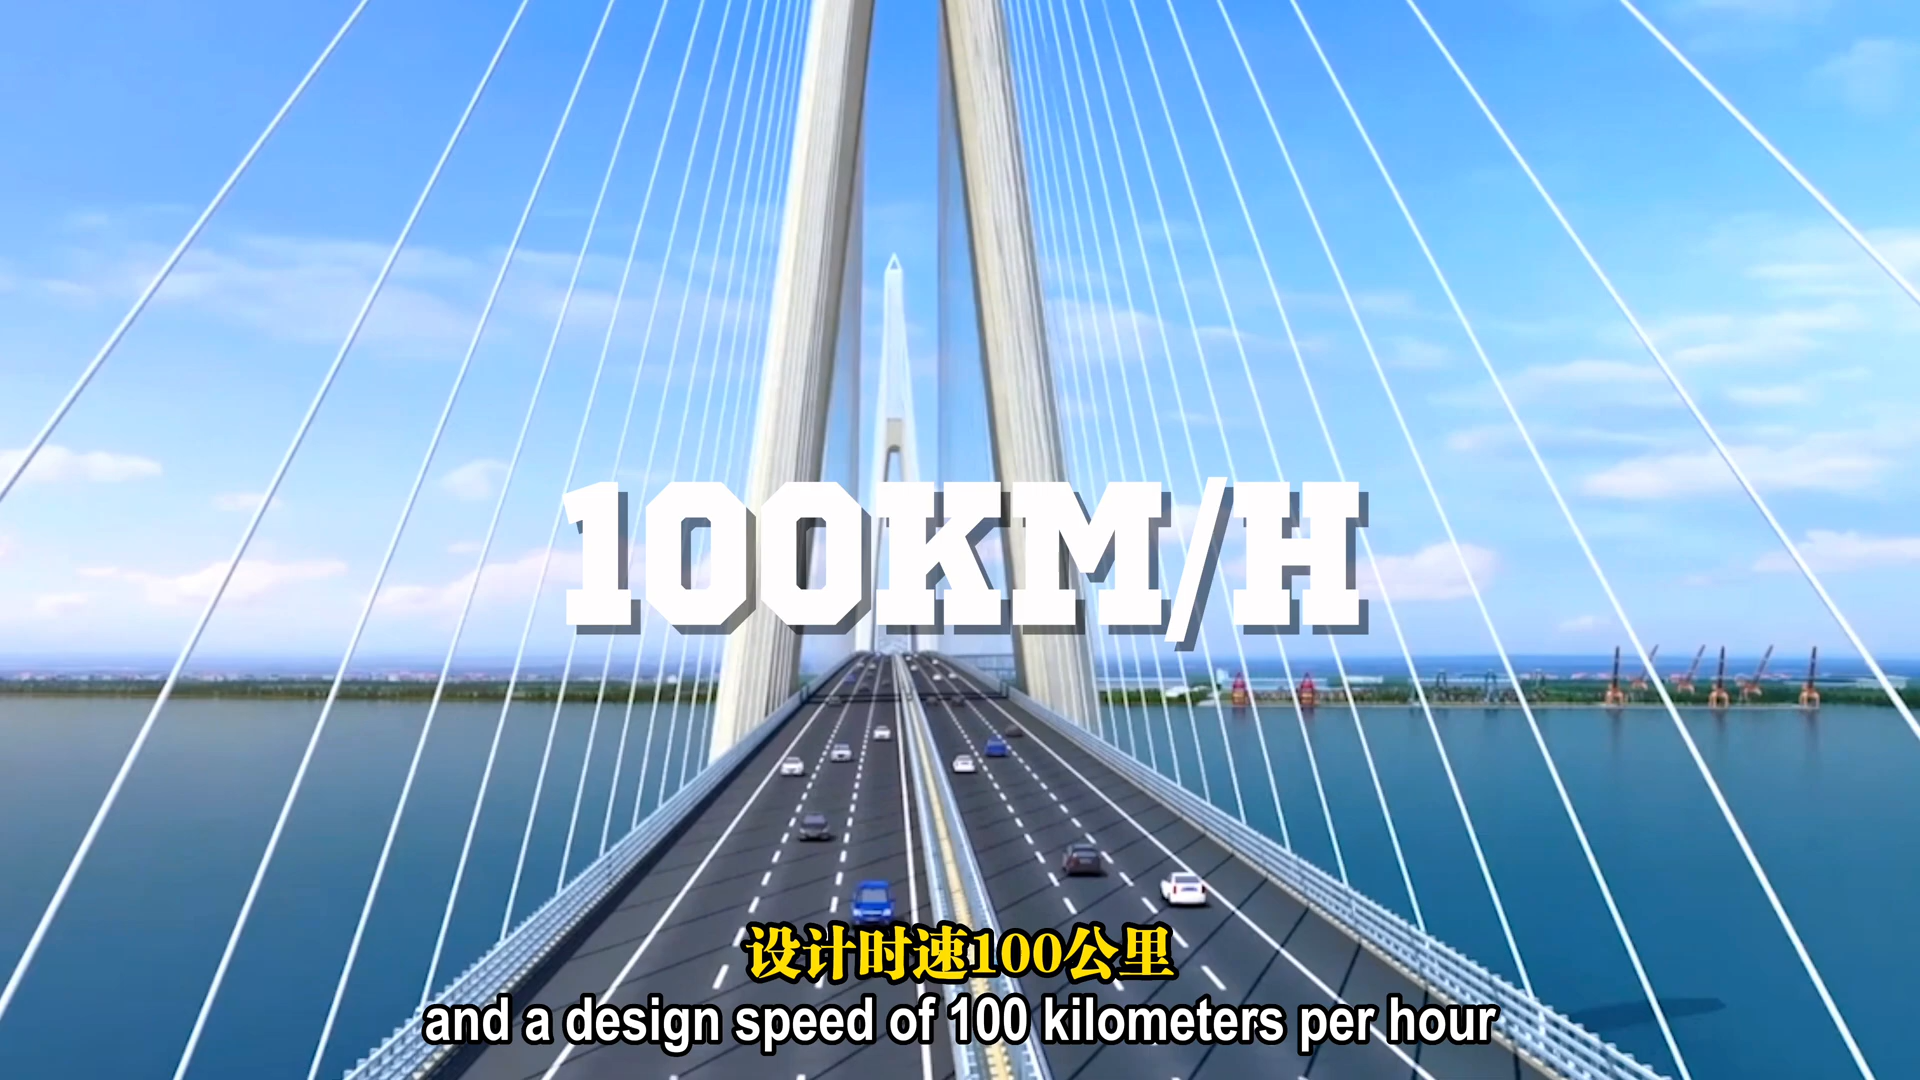 100KM/H
设计时速100公里
and a design speed of 100 kilometers per hour